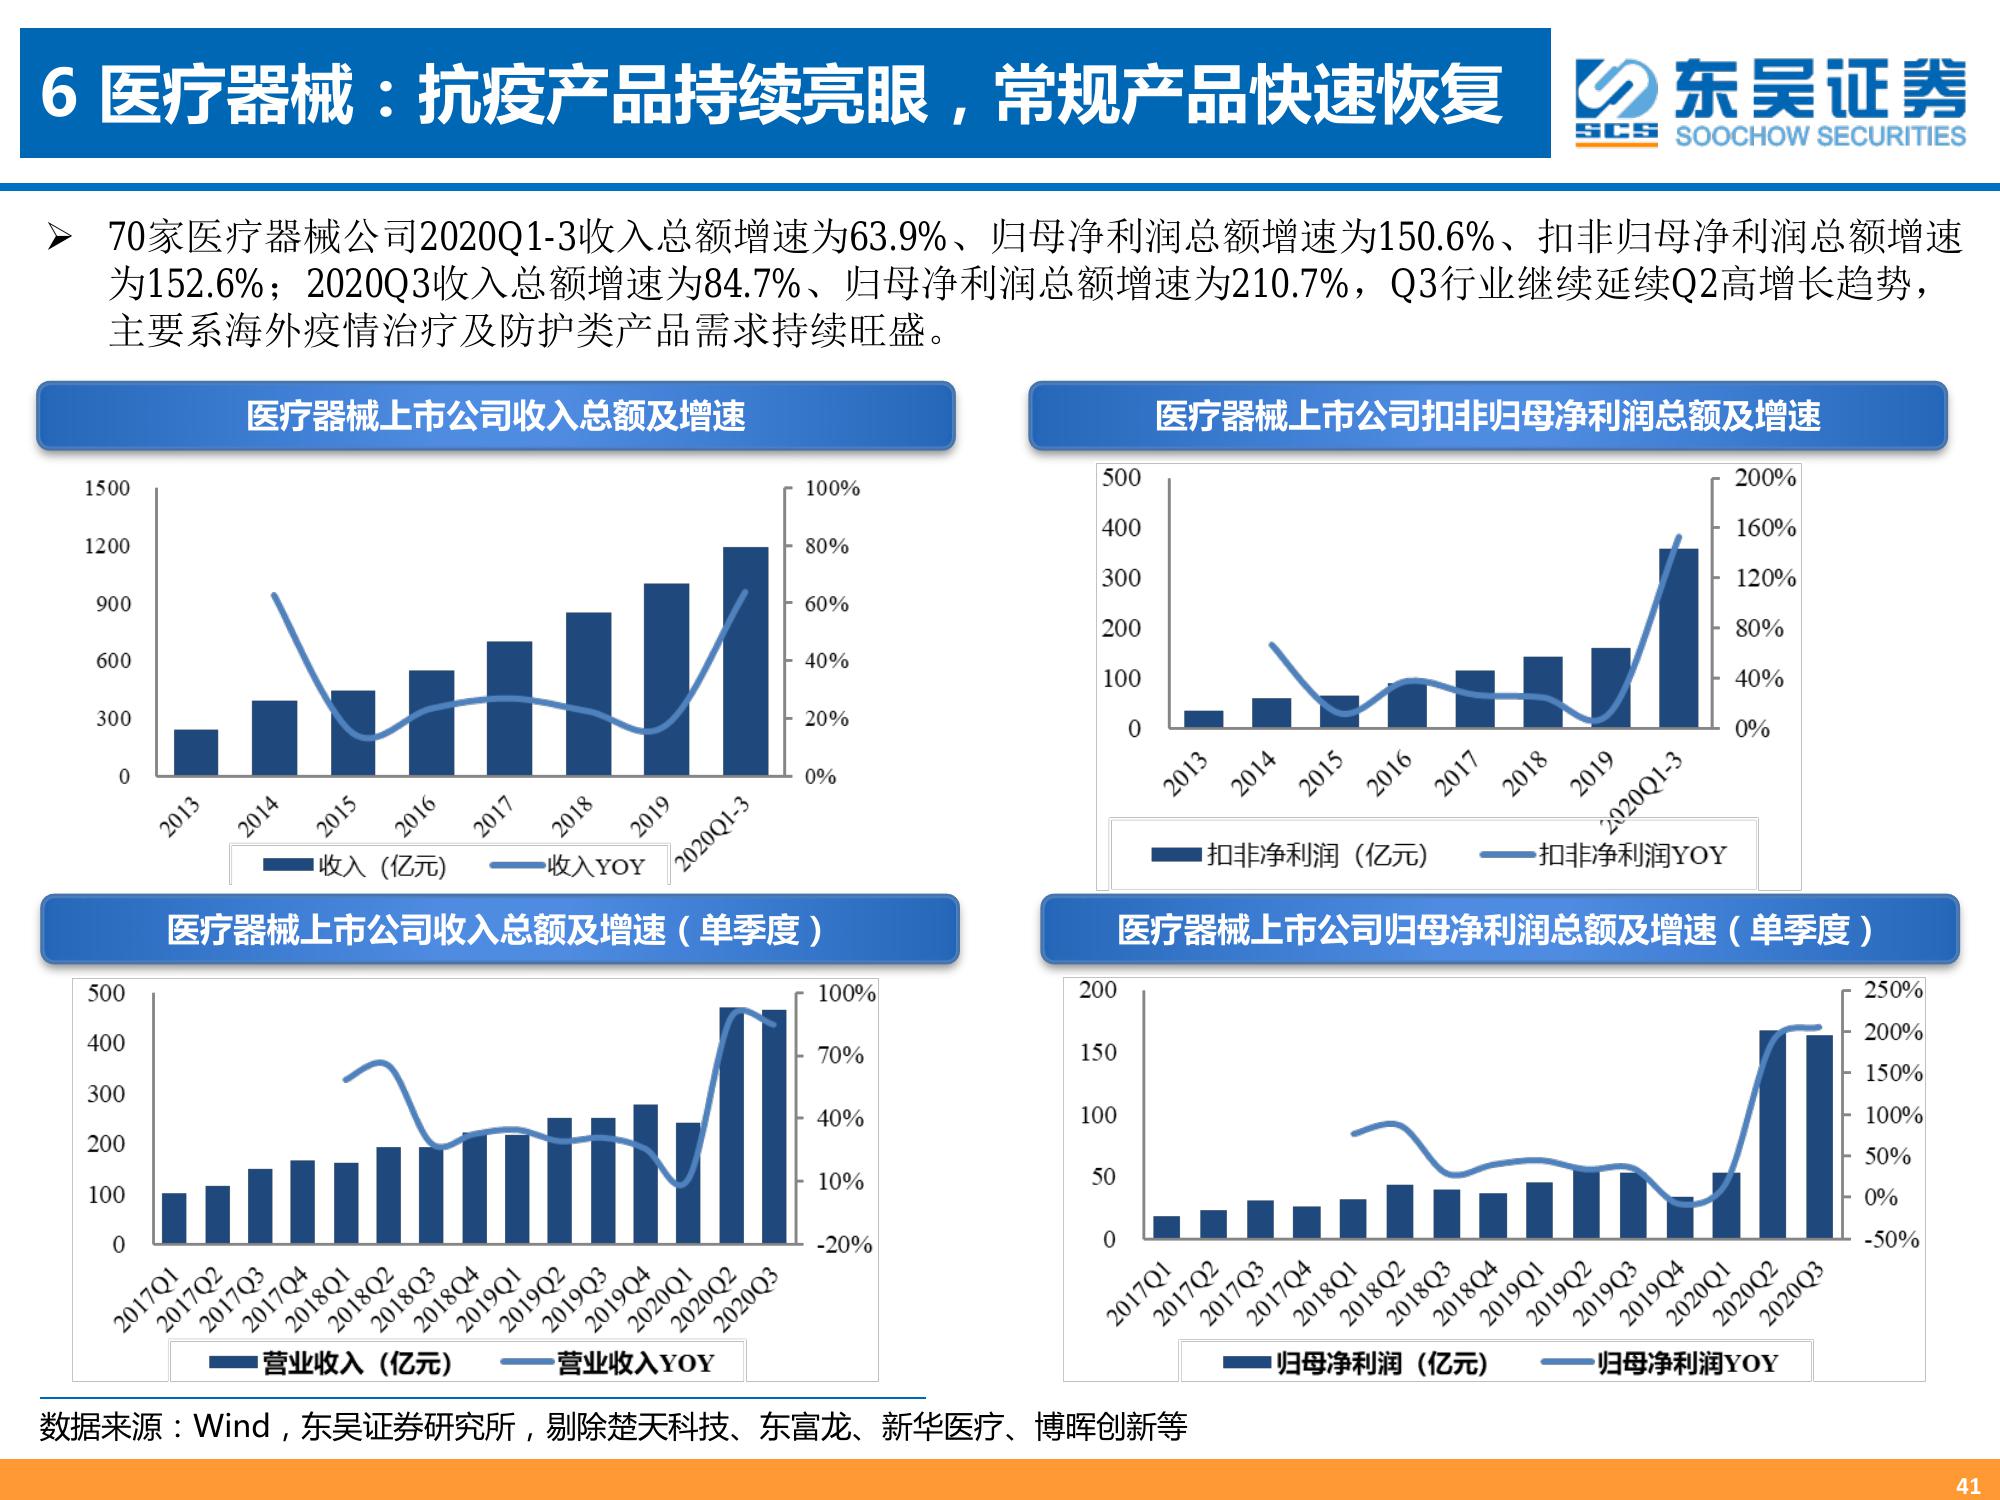 6 医疗器械：抗疫产品持续亮眼，常规产品快速恢复
SCS
东吴证券
SOOCHOW SECURITIES
➢ 70家医疗器械公司2020Q1-3收入总额增速为63.9%、归母净利润总额增速为150.6%、扣非归母净利润总额增速
为152.6%；2020Q3收入总额增速为84.7%、归母净利润总额增速为210.7%，Q3行业继续延续Q2高增长趋势，
主要系海外疫情治疗及防护类产品需求持续旺盛。
医疗器械上市公司收入总额及增速
1500
1200
900
600
300
0
100%
80%
60%
40%
20%
0%
2013
2014
2015
2016
2017
2018
2019
2020Q1-3
收入（亿元） 收入YOY
医疗器械上市公司扣非归母净利润总额及增速
500
400
300
200
100
0
200%
160%
120%
80%
40%
0%
2013
2014
2015
2016
2017
2018
2019
2020Q1-3
扣非净利润（亿元） 扣非净利润YOY
医疗器械上市公司收入总额及增速（单季度）
500
400
300
200
100
0
100%
70%
40%
10%
-20%
2017Q1
2017Q2
2017Q3
2017Q4
2018Q1
2018Q2
2018Q3
2018Q4
2019Q1
2019Q2
2019Q3
2019Q4
2020Q1
2020Q2
2020Q3
营业收入（亿元） 营业收入YOY
医疗器械上市公司归母净利润总额及增速（单季度）
200
150
100
50
0
250%
200%
150%
100%
50%
0%
-50%
2017Q1
2017Q2
2017Q3
2017Q4
2018Q1
2018Q2
2018Q3
2018Q4
2019Q1
2019Q2
2019Q3
2019Q4
2020Q1
2020Q2
2020Q3
归母净利润（亿元） 归母净利润YOY
数据来源：Wind，东吴证券研究所，剔除楚天科技、东富龙、新华医疗、博晖创新等
41